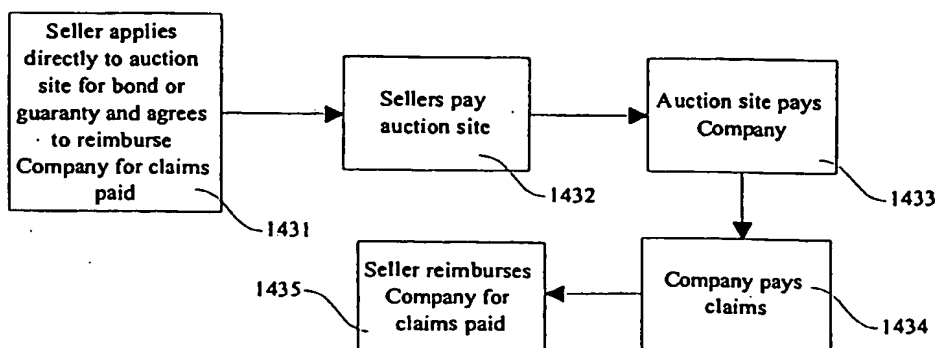 Seller applies
directly to auction
site for bond or
guaranty and agrees
to reimburse
Company for claims
paid
1431
Sellers pay
auction site
1432
Auction site pays
Company
1433
Company pays
claims
1434
Seller reimburses
Company for
claims paid
1435